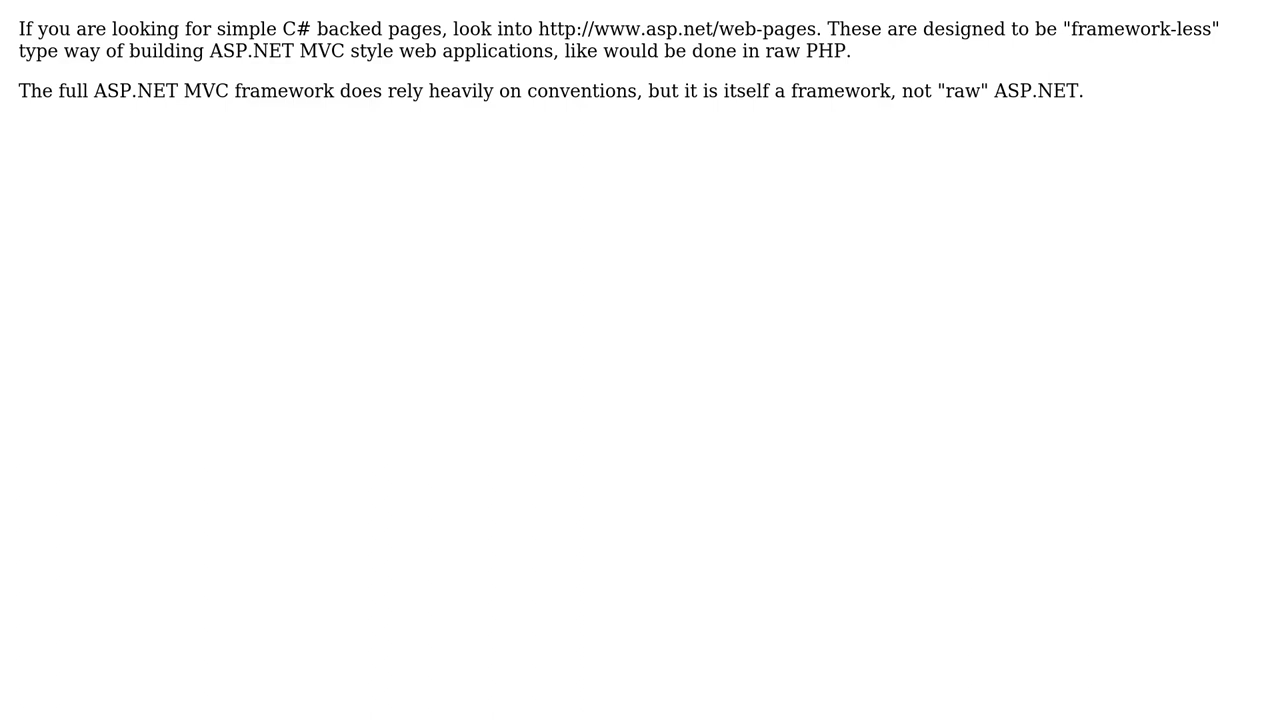 If you are looking for simple C# backed pages, look into http://www.asp.net/web-pages. These are designed to be "framework-less"
type way of building ASP.NET MVC style web applications, like would be done in raw PHP.
The full ASP.NET MVC framework does rely heavily on conventions, but it is itself a framework, not "raw" ASP.NET.